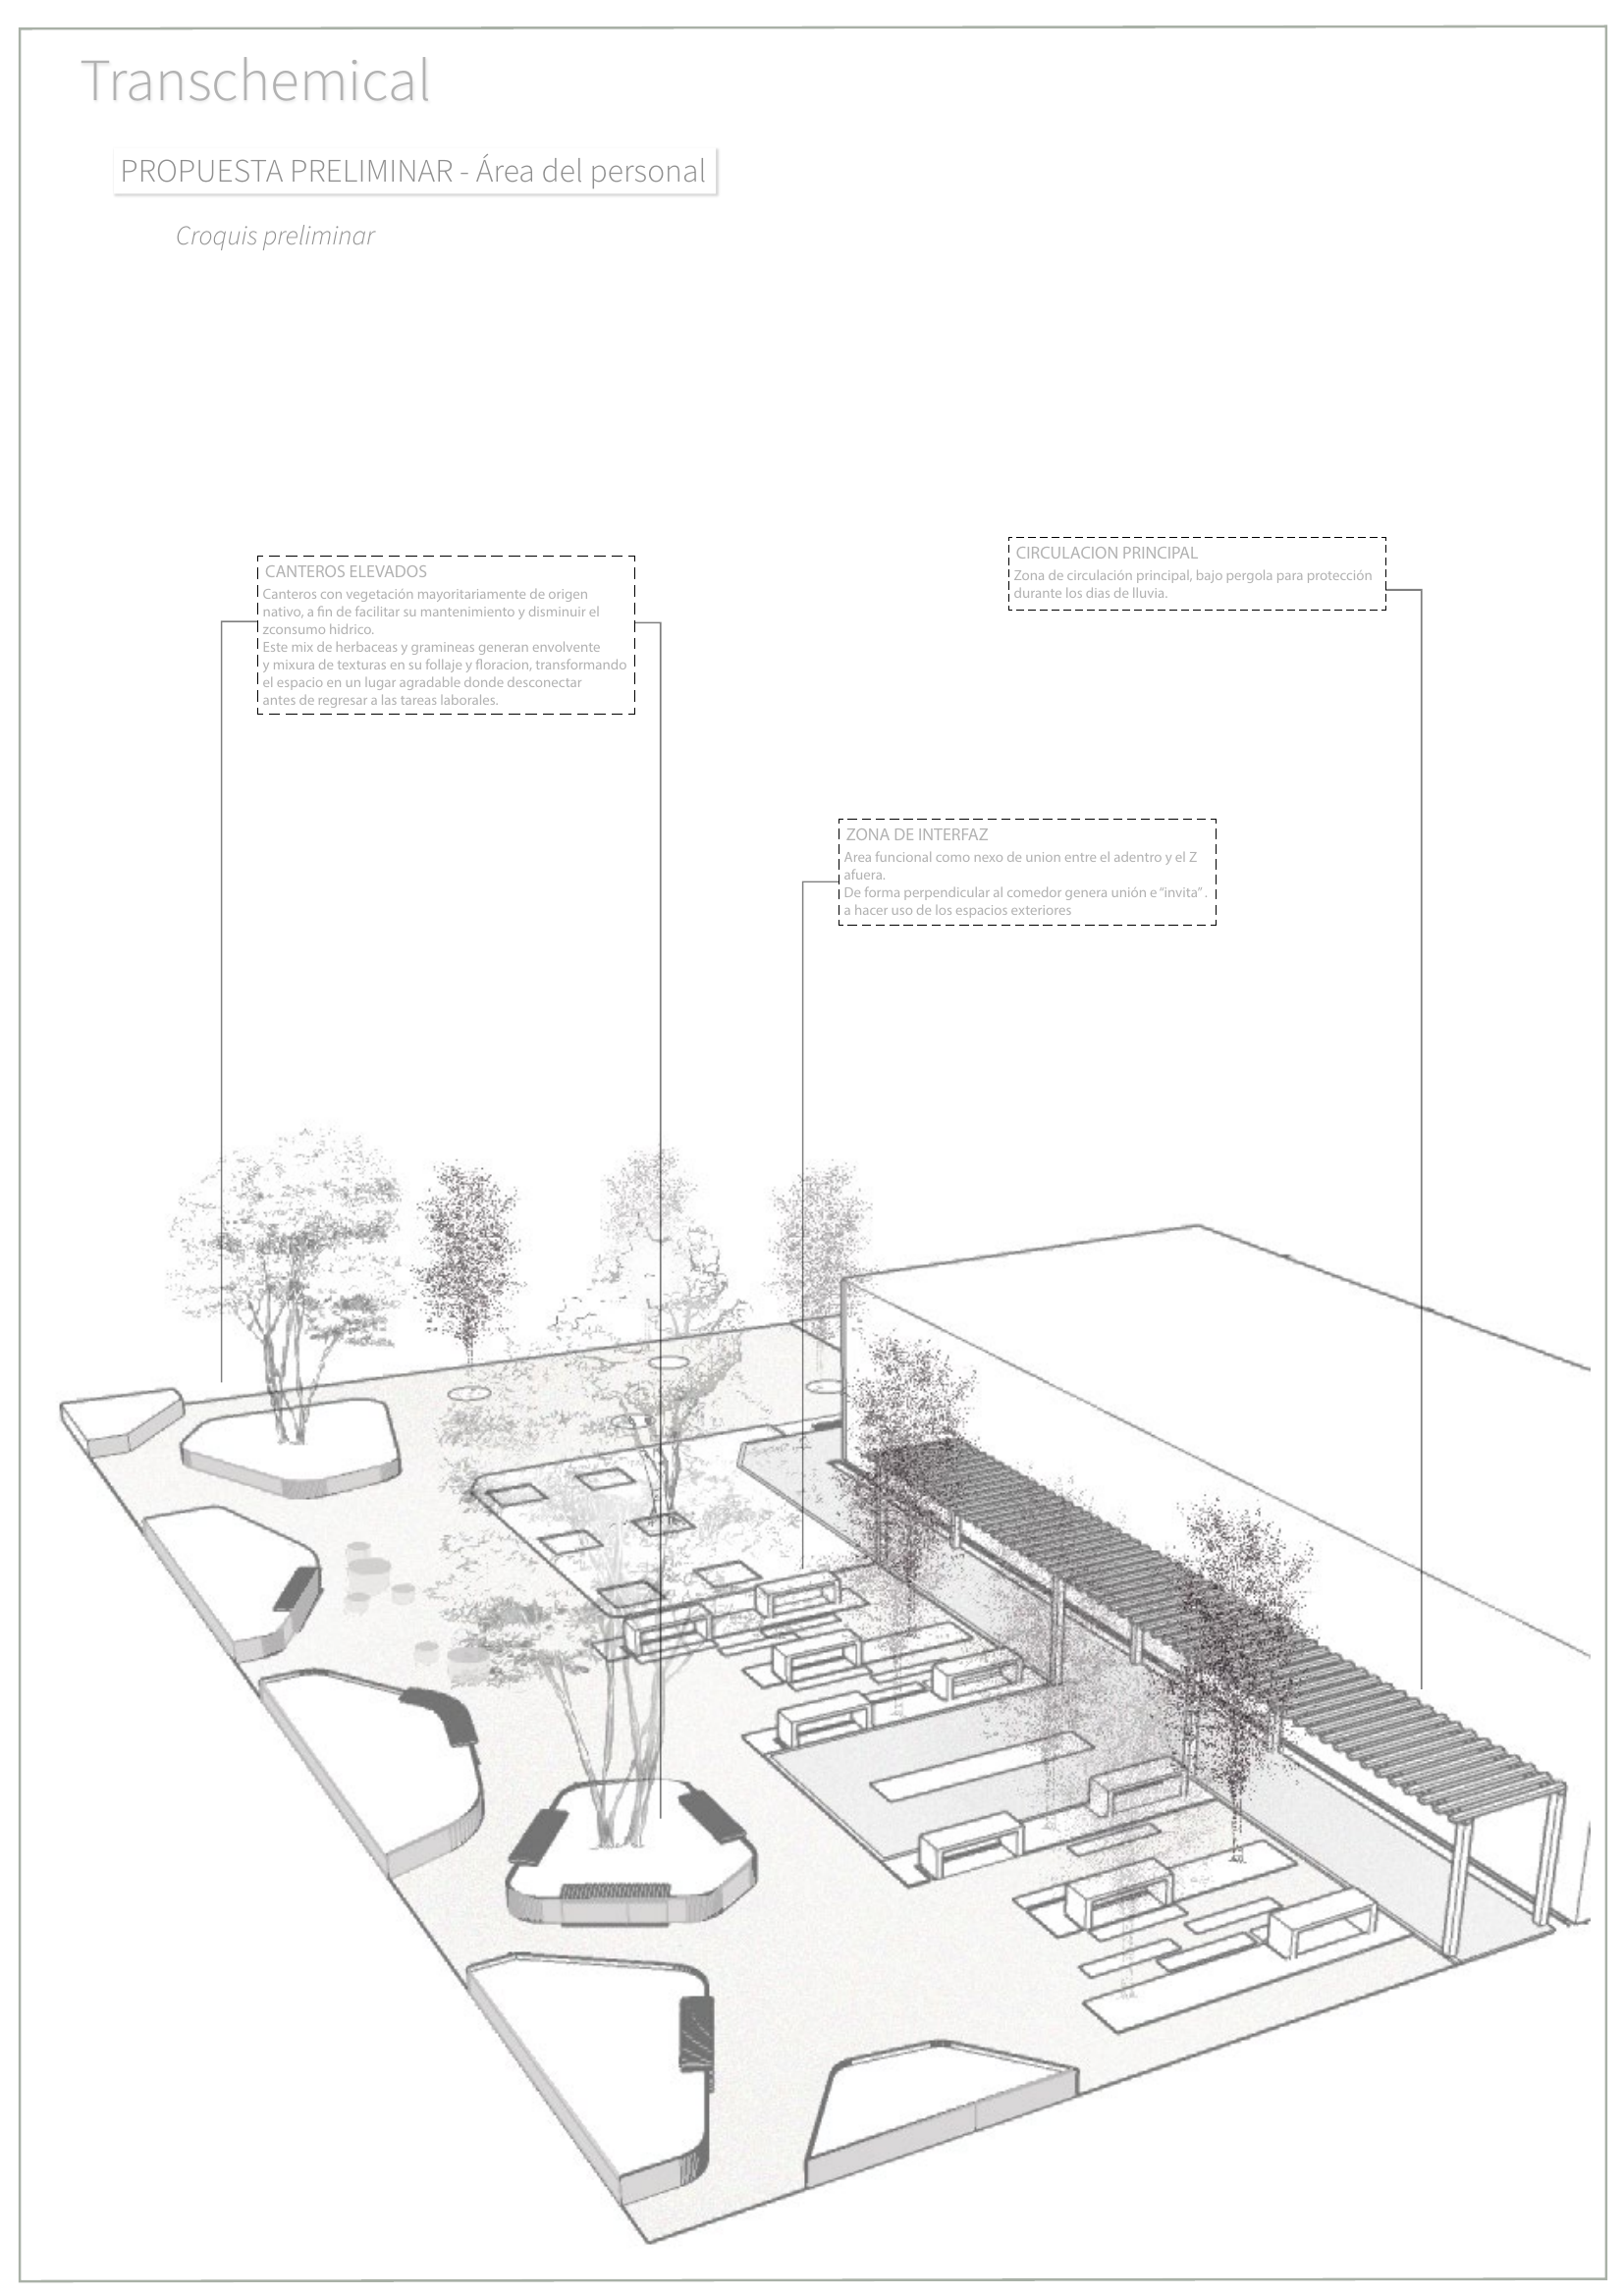 Transchemical
PROPUESTA PRELIMINAR - Área del personal
Croquis preliminar
CANTEROS ELEVADOS
Canteros con vegetación mayoritariamente de origen
nativo, a fin de facilitar su mantenimiento y disminuir el
zconsumo hidrico.
Este mix de herbaceas y gramineas generan envolvente
y mixura de texturas en su follaje y floracion, transformando
el espacio en un lugar agradable donde desconectar
antes de regresar a las tareas laborales.
CIRCULACION PRINCIPAL
Zona de circulación principal, bajo pergola para protección
durante los dias de lluvia.
ZONA DE INTERFAZ
Area funcional como nexo de union entre el adentro y el Z
afuera.
De forma perpendicular al comedor genera unión e "invita" .
a hacer uso de los espacios exteriores